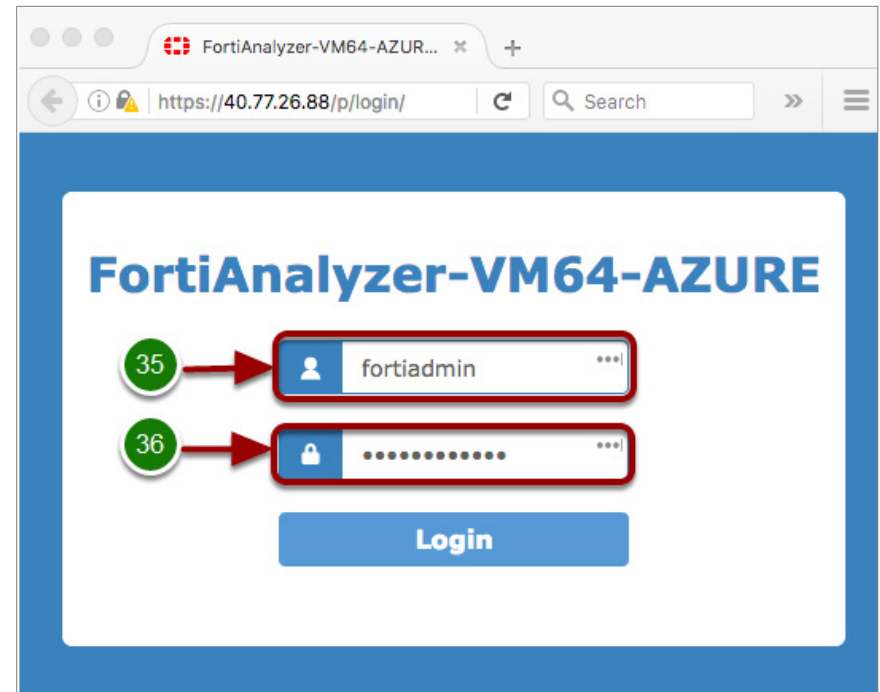 FortiAnalyzer-VM64-AZUR...
https://40.77.26.88/p/login/
Search
FortiAnalyzer-VM64-AZURE
35
fortiadmin
36
••••••••••••
Login